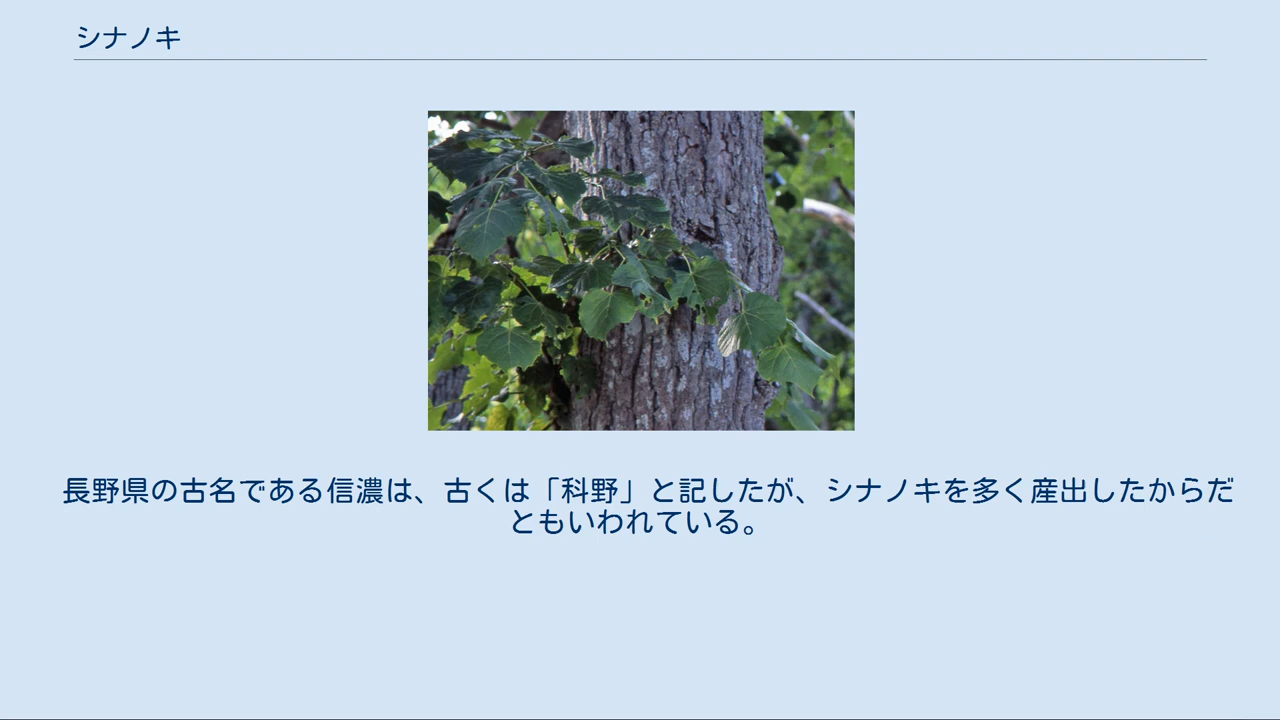 シナノキ
長野県の古名である信濃は、古くは「科野」と記したが、シナノキを多く産出したからだ
ともいわれている。